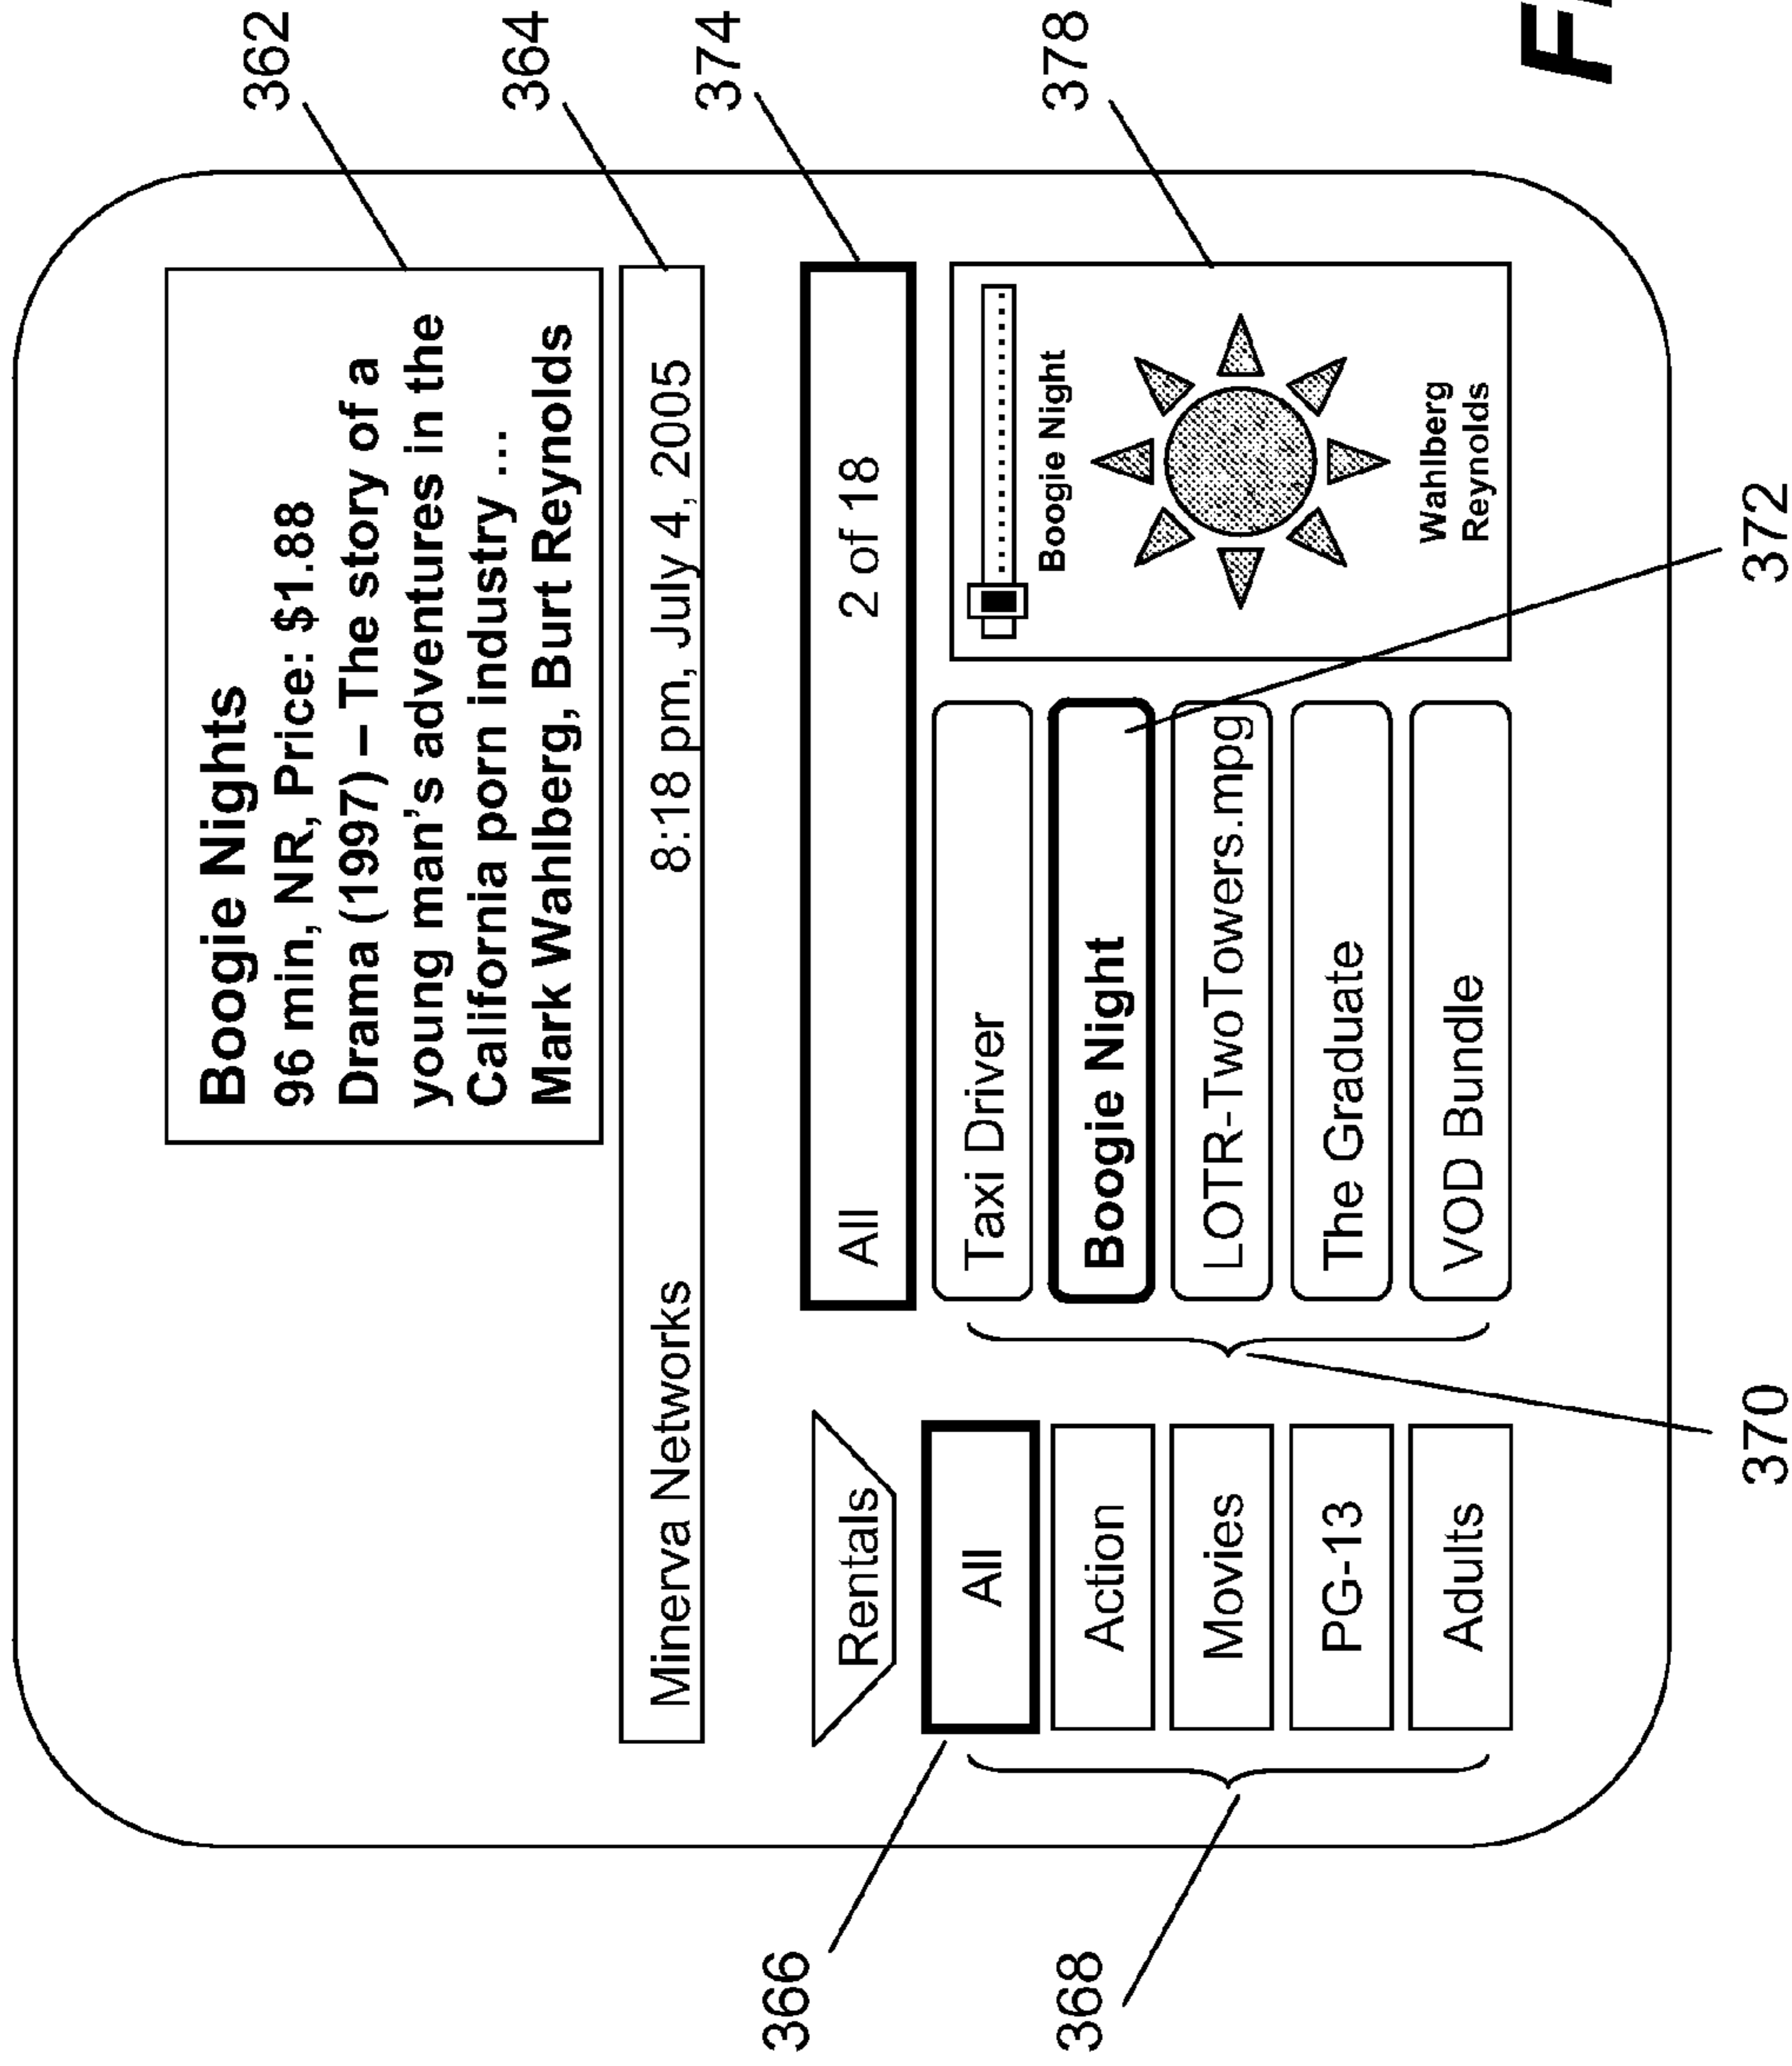 362
Boogie Nights
96 min, NR, Price: $1.88
Drama (1997) – The story of a
young man's adventures in the
California porn industry ...
Mark Wahlberg, Burt Reynolds
364
Minerva Networks 8:18 pm, July 4, 2005
374
Rentals
All 2 of 18
366
All
Action
Movies
PG-13
Adults
368
Taxi Driver
Boogie Night
LOTR-TwoTowers.mpg
The Graduate
VOD Bundle
378
Boogie Night
Wahlberg
Reynolds
370
372